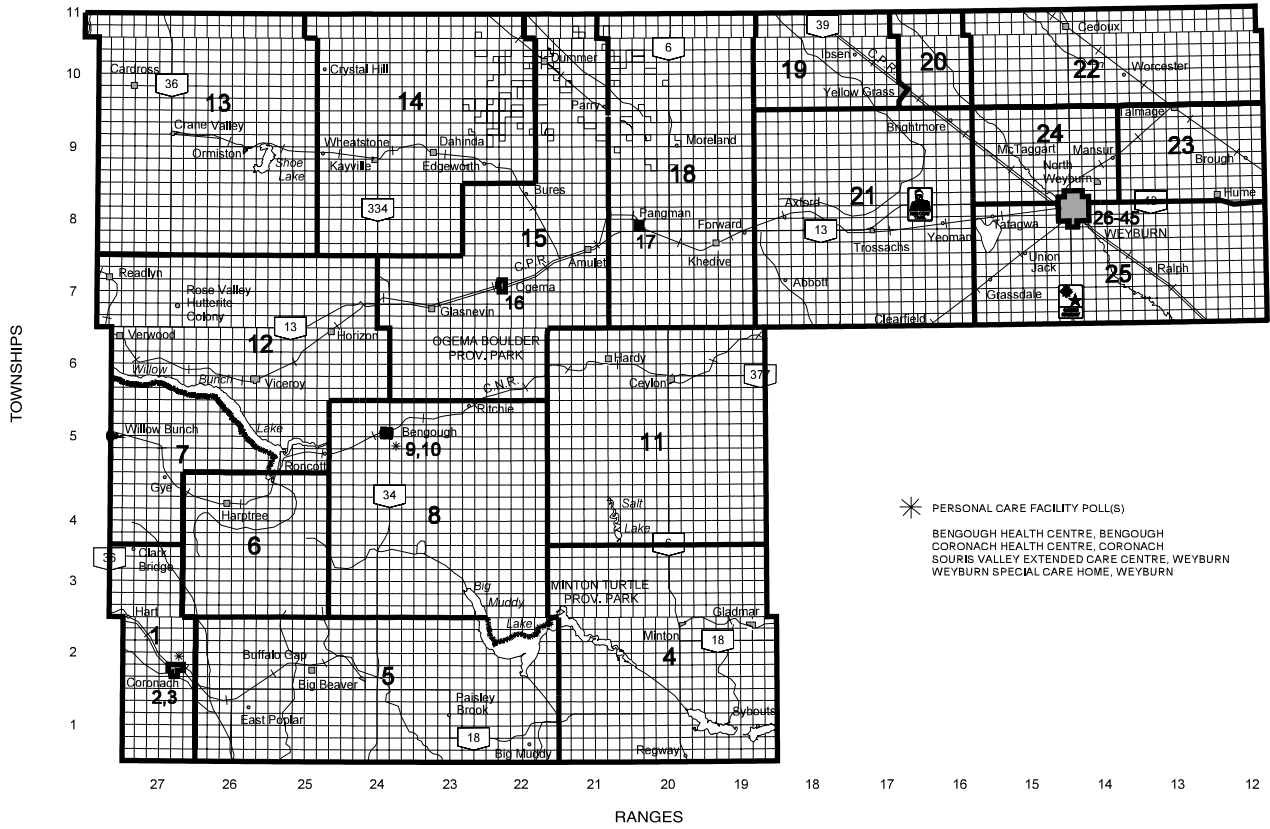 11
39
Cedoux
6
Ibsen
C.P.R.
20
22
Dummer
19
Cardross
Crystal Hill
Worcester
10
36
13
14
Yellow Grass
Parry
Talmage
Crane Valley
Brightmore
24
9
Wheatstone
Dahinda
Moreland
McTaggart
Mansur
23
Ormiston
Shoe
Lake
Kayville
Edgeworth
North
Weyburn
Brough
18
21
Bures
Hume
334
Pangman
Axford
8
Forward
13
Tatagwa
26-45
WEYBURN
15
17
Trossachs
Yeoman
C.P.R.
Amulet
Khedive
Union
Jack
25
Ralph
Readlyn
Abbott
Rose Valley
Hutterite
Colony
Ogema
16
Grassdale
7
Glasnevin
Clearfield
13
Verwood
12
Horizon
OGEMA BOULDER
PROV. PARK
TOWNSHIPS
6
Hardy
Willow
Bunch
Viceroy
C.N.R.
Ceylon
377
Ritchie
Lake
Willow Bunch
Bengough
5
9,10
11
7
Roncott
Gye
34
Harptree
8
Salt
Lake
PERSONAL CARE FACILITY POLL(S)
4
BENGOUGH HEALTH CENTRE, BENGOUGH
CORONACH HEALTH CENTRE, CORONACH
SOURIS VALLEY EXTENDED CARE CENTRE, WEYBURN
WEYBURN SPECIAL CARE HOME, WEYBURN
6
6
36
Clark
Bridge
3
Big
Muddy
Lake
MINTON TURTLE
PROV. PARK
Hart
Gladmar
1
Minton
18
2
Buffalo Gap
4
Coronach
Big Beaver
5
2,3
Paisley
Brook
1
East Poplar
Sybouts
18
Big Muddy
Regway
27 26 25 24 23 22 21 20 19 18 17 16 15 14 13 12
RANGES